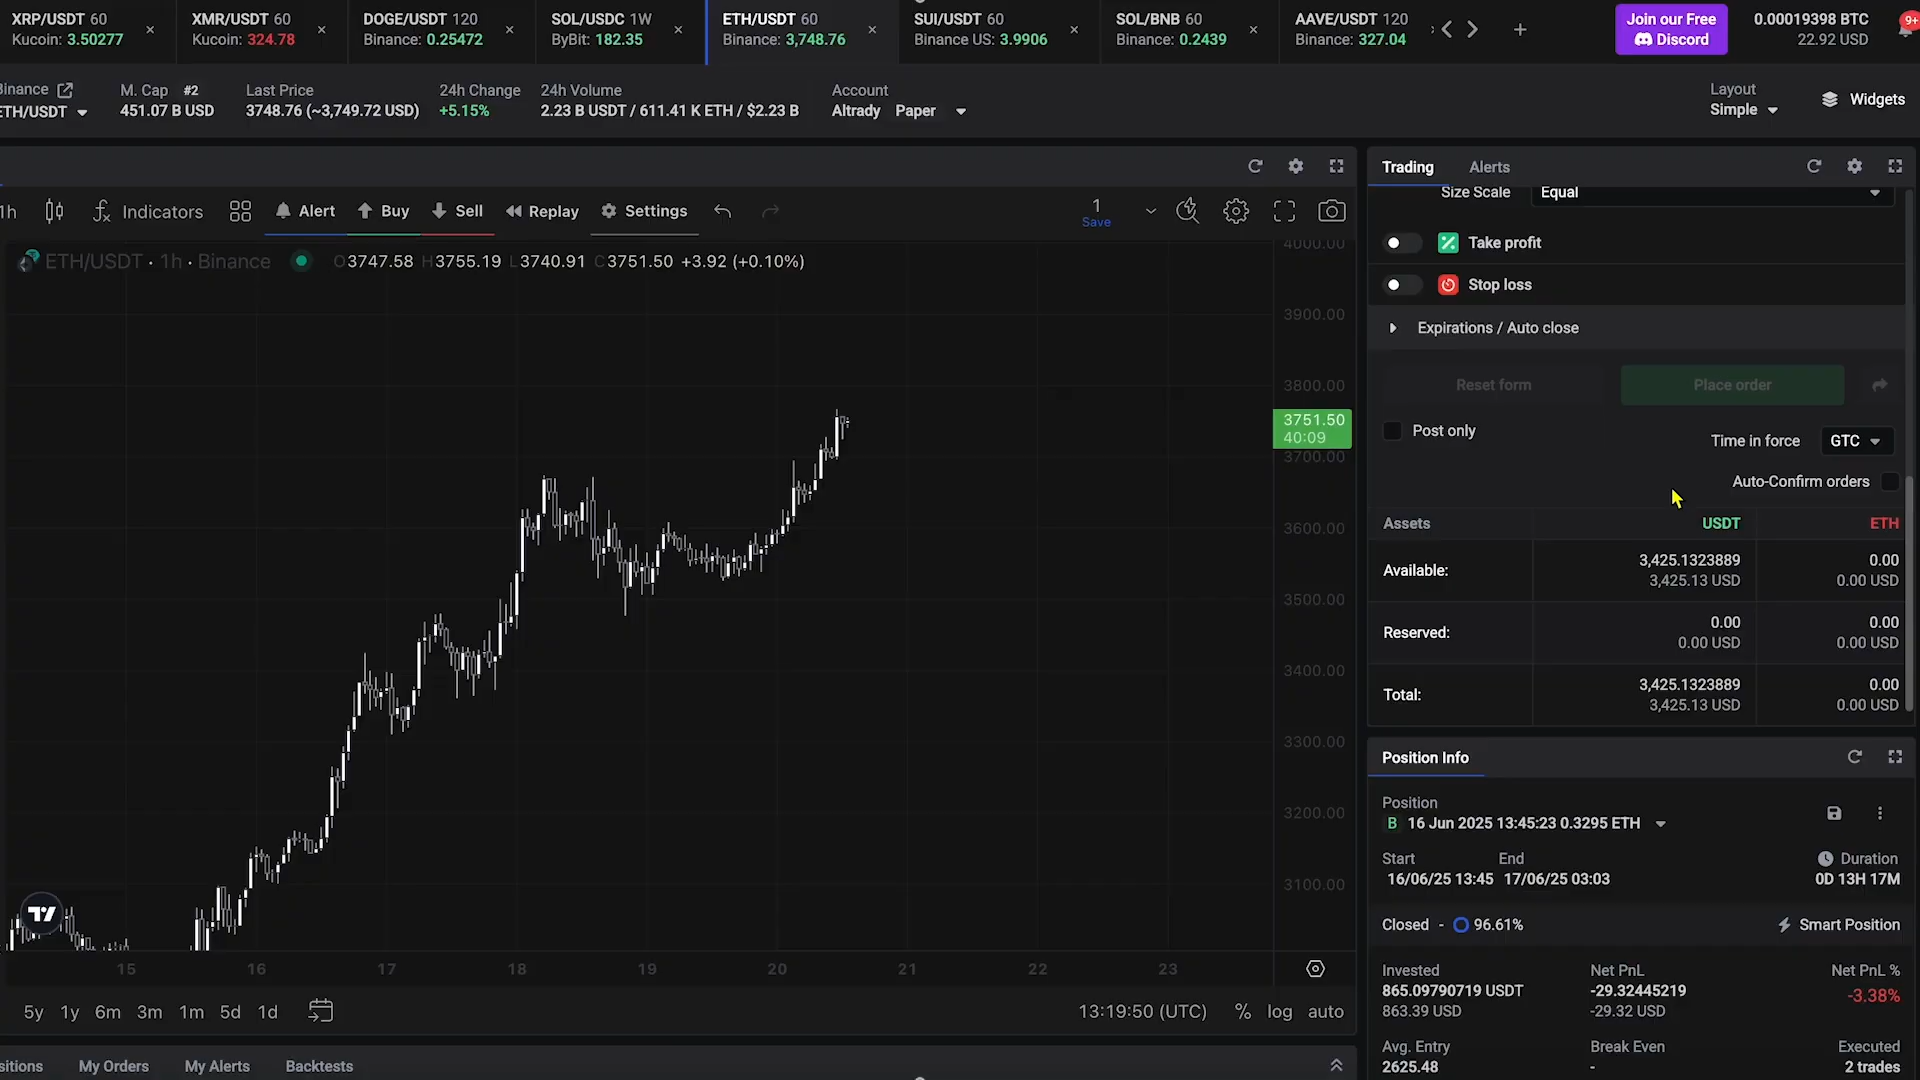 XRP/USDT 60
Kucoin: 3.50277
XMR/USDT 60
Kucoin: 324.78
DOGE/USDT 120
Binance: 0.25472
SOL/USDC 1W
ByBit: 182.35
ETH/USDT 60
Binance: 3,748.76
SUI/USDT 60
Binance US: 3.9906
SOL/BNB 60
Binance: 0.2439
AAVE/USDT 120
Binance: 327.04
Join our Free
Discord
0.00019398 BTC
22.92 USD
9+
Binance
ETH/USDT
M. Cap #2
451.07 B USD
Last Price
3748.76 (~3,749.72 USD)
24h Change
+5.15%
24h Volume
2.23 B USDT / 611.41 K ETH / $2.23 B
Account
Altrady Paper
Layout
Simple
Widgets
1h
Indicators
Alert
Buy
Sell
Replay
Settings
1
Save
ETH/USDT · 1h · Binance
O3747.58 H3755.19 L3740.91 C3751.50 +3.92 (+0.10%)
4000.00
3900.00
3800.00
3751.50
40:09
3700.00
3600.00
3500.00
3400.00
3300.00
3200.00
3100.00
15 16 17 18 19 20 21 22 23
5y 1y 6m 3m 1m 5d 1d
13:19:50 (UTC) % log auto
sitions My Orders My Alerts Backtests
Trading Alerts
Size Scale Equal
Take profit
Stop loss
Expirations / Auto close
Reset form Place order
Post only
Time in force GTC
Auto-Confirm orders
Assets USDT ETH
Available: 3,425.1323889 0.00
3,425.13 USD 0.00 USD
Reserved: 0.00 0.00
0.00 USD 0.00 USD
Total: 3,425.1323889 0.00
3,425.13 USD 0.00 USD
Position Info
Position
B 16 Jun 2025 13:45:23 0.3295 ETH
Start End Duration
16/06/25 13:45 17/06/25 03:03 0D 13H 17M
Closed - 96.61% Smart Position
Invested Net PnL Net PnL %
865.09790719 USDT -29.32445219 -3.38%
863.39 USD -29.32 USD
Avg. Entry Break Even Executed
2625.48 - 2 trades